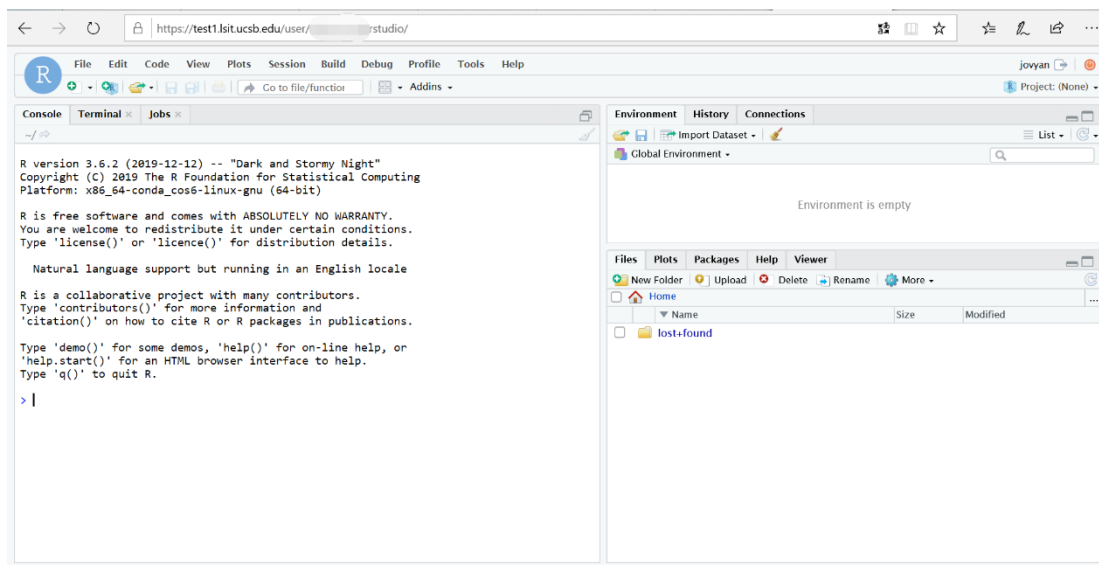 https://test1.lsit.ucsb.edu/user/ rstudio/
R
File Edit Code View Plots Session Build Debug Profile Tools Help
jovyan
Go to file/function
Addins
Project: (None)
Console Terminal Jobs
~/
R version 3.6.2 (2019-12-12) -- "Dark and Stormy Night"
Copyright (C) 2019 The R Foundation for Statistical Computing
Platform: x86_64-conda_cos6-linux-gnu (64-bit)
R is free software and comes with ABSOLUTELY NO WARRANTY.
You are welcome to redistribute it under certain conditions.
Type 'license()' or 'licence()' for distribution details.
Natural language support but running in an English locale
R is a collaborative project with many contributors.
Type 'contributors()' for more information and
'citation()' on how to cite R or R packages in publications.
Type 'demo()' for some demos, 'help()' for on-line help, or
'help.start()' for an HTML browser interface to help.
Type 'q()' to quit R.
>
Environment History Connections
Import Dataset
List
Global Environment
Environment is empty
Files Plots Packages Help Viewer
New Folder Upload Delete Rename More
Home
...
Name Size Modified
lost+found